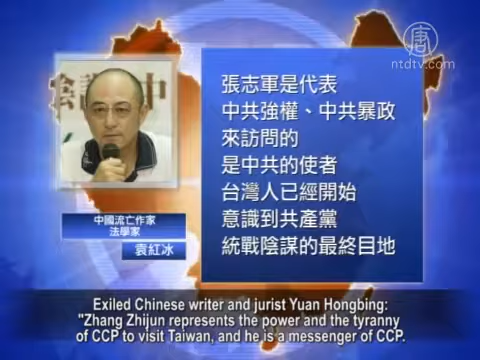 唐
ntdtv.com
張志軍是代表
中共強權、中共暴政
來訪問的
是中共的使者
台灣人已經開始
意識到共產黨
統戰陰謀的最終目地
中國流亡作家
法學家
袁紅冰
Exiled Chinese writer and jurist Yuan Hongbing:
"Zhang Zhijun represents the power and the tyranny
of CCP to visit Taiwan, and he is a messenger of CCP.